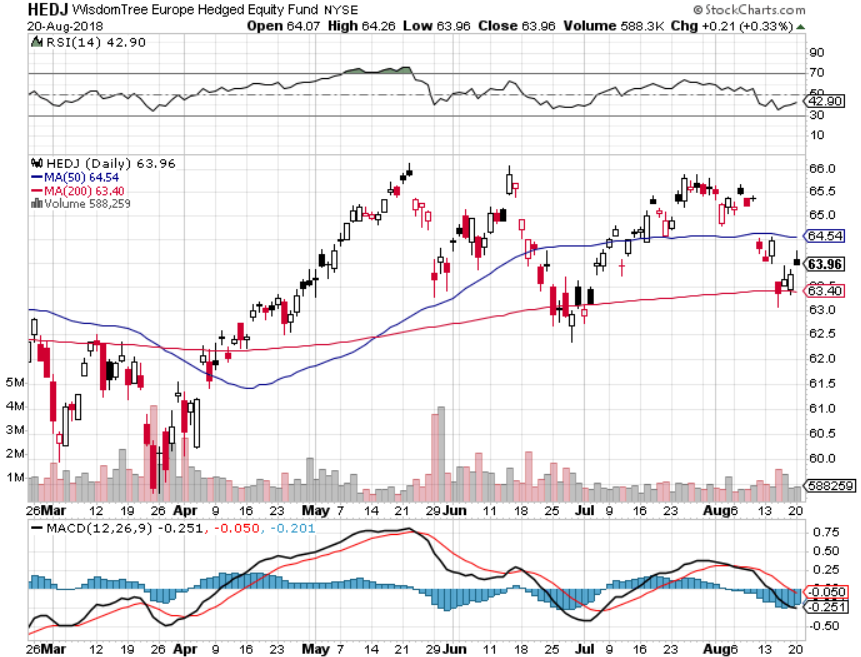 HEDJ WisdomTree Europe Hedged Equity Fund NYSE © StockCharts.com
20-Aug-2018 Open 64.07 High 64.26 Low 63.96 Close 63.96 Volume 588.3K Chg +0.21 (+0.33%)
RSI(14) 42.90
90
70
50
42.90
30
10
HEDJ (Daily) 63.96
MA(50) 64.54
MA(200) 63.40
Volume 588,259
66.0
65.5
65.0
64.54
63.96
63.40
63.0
62.5
62.0
61.5
61.0
60.5
60.0
5M
4M
3M
2M
1M
588259
26 Mar 12 19 26 Apr 9 16 23 May 7 14 21 29 Jun 11 18 25 Jul 9 16 23 Aug 6 13 20
MACD(12,26,9) -0.251, -0.050, -0.201
0.75
0.50
0.25
-0.050
-0.251
-0.50
26 Mar 12 19 26 Apr 9 16 23 May 7 14 21 29 Jun 11 18 25 Jul 9 16 23 Aug 6 13 20